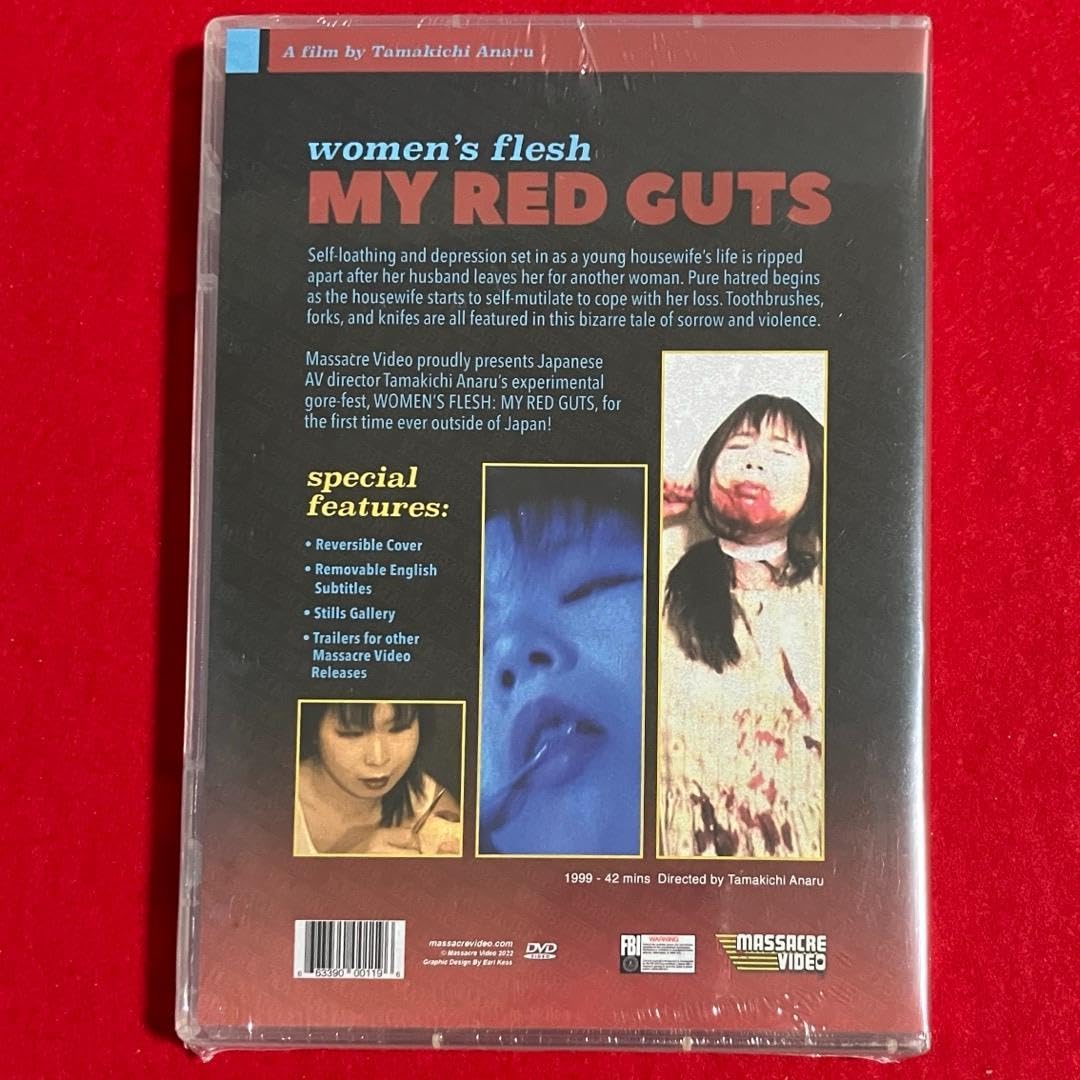 A film by Tamakichi Anaru
women's flesh
MY RED GUTS
Self-loathing and depression set in as a young housewife's life is ripped
apart after her husband leaves her for another woman. Pure hatred begins
as the housewife starts to self-mutilate to cope with her loss. Toothbrushes,
forks, and knifes are all featured in this bizarre tale of sorrow and violence.
Massacre Video proudly presents Japanese
AV director Tamakichi Anaru's experimental
gore-fest, WOMEN'S FLESH: MY RED GUTS, for
the first time ever outside of Japan!
special
features:
• Reversible Cover
• Removable English
Subtitles
• Stills Gallery
• Trailers for other
Massacre Video
Releases
1999 - 42 mins Directed by Tamakichi Anaru
6 63390 00119 6
massacrevideo.com
© Massacre Video 2022
Graphic Design By Earl Kess
DVD
VIDEO
FBI
WARNING
MASSACRE
VIDEO